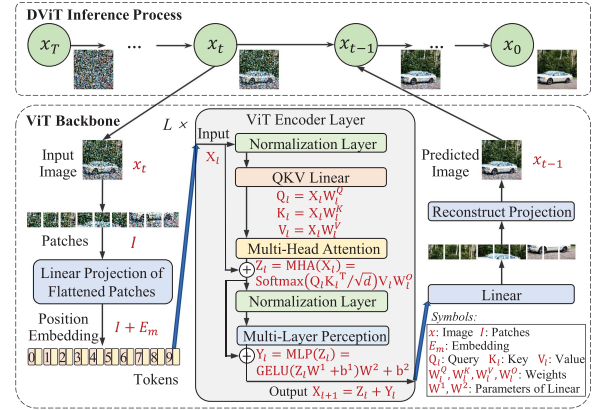 DViT Inference Process
x_T ... x_t x_{t−1} ... x_0
ViT Backbone
L ×
Input
Image
x_t
Patches
I
Linear Projection of
Flattened Patches
Position
Embedding
I + E_m
0 1 2 3 4 5 6 7 8 9
Tokens
ViT Encoder Layer
Input
X_l
Normalization Layer
QKV Linear
Q_l = X_l W_l^Q
K_l = X_l W_l^K
V_l = X_l W_l^V
Multi-Head Attention
Z_l = MHA(X_l) =
Softmax(Q_l K_l^T/√d)V_l W_l^O
Normalization Layer
Multi-Layer Perception
Y_l = MLP(Z_l) =
GELU(Z_l W^1 + b^1)W^2 + b^2
Output X_{l+1} = Z_l + Y_l
Predicted
Image
x_{t−1}
Reconstruct Projection
Linear
Symbols:
x: Image I: Patches
E_m: Embedding
Q_l: Query K_l: Key V_l: Value
W_l^Q, W_l^K, W_l^V, W_l^O: Weights
W^1, W^2: Parameters of Linear